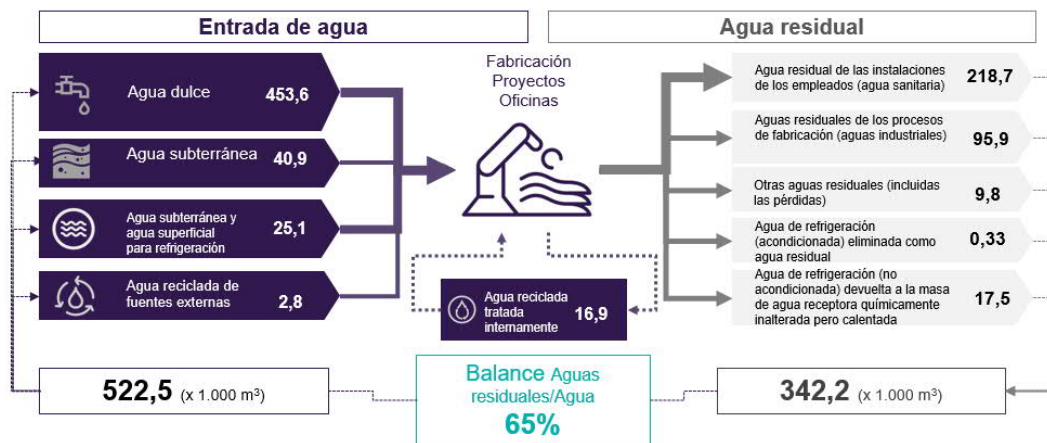 Entrada de agua
Agua residual
Agua dulce 453,6
Agua subterránea 40,9
Agua subterránea y
agua superficial
para refrigeración
25,1
Agua reciclada de
fuentes externas
2,8
Fabricación
Proyectos
Oficinas
Agua reciclada
tratada
internamente
16,9
Agua residual de las instalaciones
de los empleados (agua sanitaria)
218,7
Aguas residuales de los procesos
de fabricación (aguas industriales)
95,9
Otras aguas residuales (incluidas
las pérdidas)
9,8
Agua de refrigeración
(acondicionada) eliminada como
agua residual
0,33
Agua de refrigeración (no
acondicionada) devuelta a la masa
de agua receptora químicamente
inalterada pero calentada
17,5
522,5 (x 1.000 m³)
Balance Aguas
residuales/Agua
65%
342,2 (x 1.000 m³)